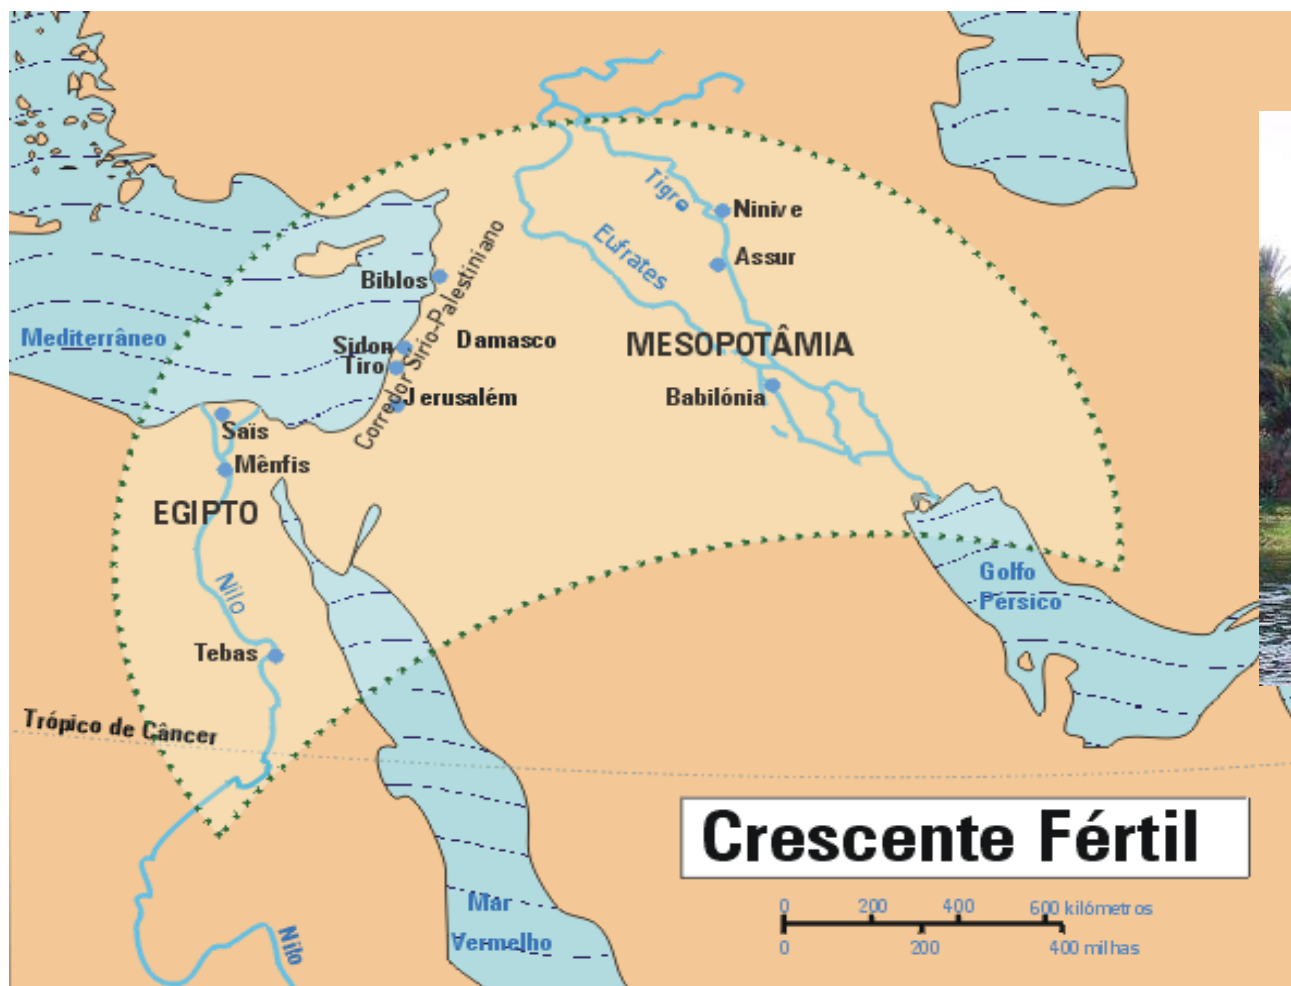 Tigre
Ninive
Eufrates
Assur
Biblos
Corredor Sírio-Palestiniano
Mediterrâneo
Sidon
Damasco
MESOPOTÂMIA
Tiro
Jerusalém
Babilónia
Saïs
Mênfis
EGIPTO
Nilo
Golfo
Pérsico
Tebas
Trópico de Câncer
Crescente Fértil
Mar
Vermelho
0 200 400 600 kilómetros
0 200 400 milhas
Nilo